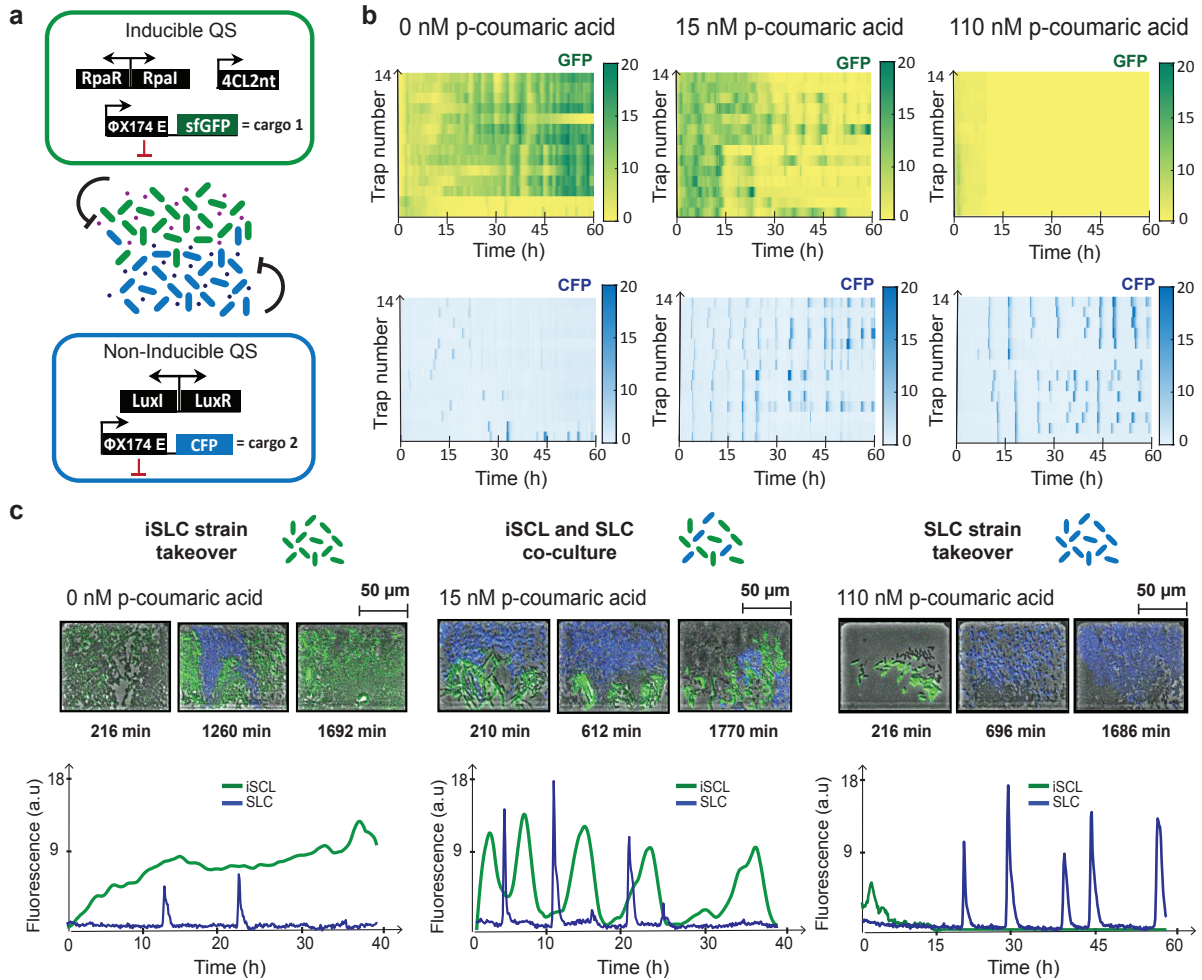 a
Inducible QS
RpaR RpaI 4CL2nt
ΦX174 E sfGFP = cargo 1
Non-Inducible QS
LuxI LuxR
ΦX174 E CFP = cargo 2
b
0 nM p-coumaric acid 15 nM p-coumaric acid 110 nM p-coumaric acid
GFP GFP GFP
14 14 14
Trap number Trap number Trap number
20 15 10 5 0 20 15 10 5 0 20 15 10 5 0
0 15 30 45 60 0 15 30 45 60 0 15 30 45 60
Time (h) Time (h) Time (h)
CFP CFP CFP
14 14 14
Trap number Trap number Trap number
20 15 10 0 20 15 10 0 20 15 10 0
0 15 30 45 60 0 15 30 45 60 0 15 30 45 60
Time (h) Time (h) Time (h)
c
iSLC strain
takeover
iSCL and SLC
co-culture
SLC strain
takeover
0 nM p-coumaric acid 50 µm 15 nM p-coumaric acid 50 µm 110 nM p-coumaric acid 50 µm
216 min 1260 min 1692 min 210 min 612 min 1770 min 216 min 696 min 1686 min
Fluorescence (a.u)
18
9
iSCL
SLC
0 10 20 30 40
Time (h)
Fluorescence (a.u)
18
9
iSCL
SLC
0 10 20 30 40
Time (h)
Fluorescence (a.u)
18
9
iSCL
SLC
0 15 30 45 60
Time (h)